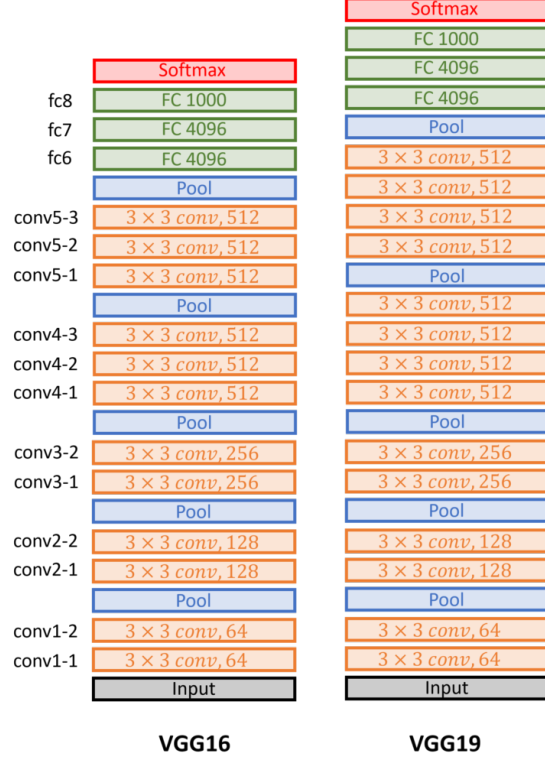 Softmax
fc8 FC 1000
fc7 FC 4096
fc6 FC 4096
Pool
conv5-3 3 × 3 conv, 512
conv5-2 3 × 3 conv, 512
conv5-1 3 × 3 conv, 512
Pool
conv4-3 3 × 3 conv, 512
conv4-2 3 × 3 conv, 512
conv4-1 3 × 3 conv, 512
Pool
conv3-2 3 × 3 conv, 256
conv3-1 3 × 3 conv, 256
Pool
conv2-2 3 × 3 conv, 128
conv2-1 3 × 3 conv, 128
Pool
conv1-2 3 × 3 conv, 64
conv1-1 3 × 3 conv, 64
Input
VGG16
Softmax
FC 1000
FC 4096
FC 4096
Pool
3 × 3 conv, 512
3 × 3 conv, 512
3 × 3 conv, 512
3 × 3 conv, 512
Pool
3 × 3 conv, 512
3 × 3 conv, 512
3 × 3 conv, 512
3 × 3 conv, 512
Pool
3 × 3 conv, 256
3 × 3 conv, 256
Pool
3 × 3 conv, 128
3 × 3 conv, 128
Pool
3 × 3 conv, 64
3 × 3 conv, 64
Input
VGG19